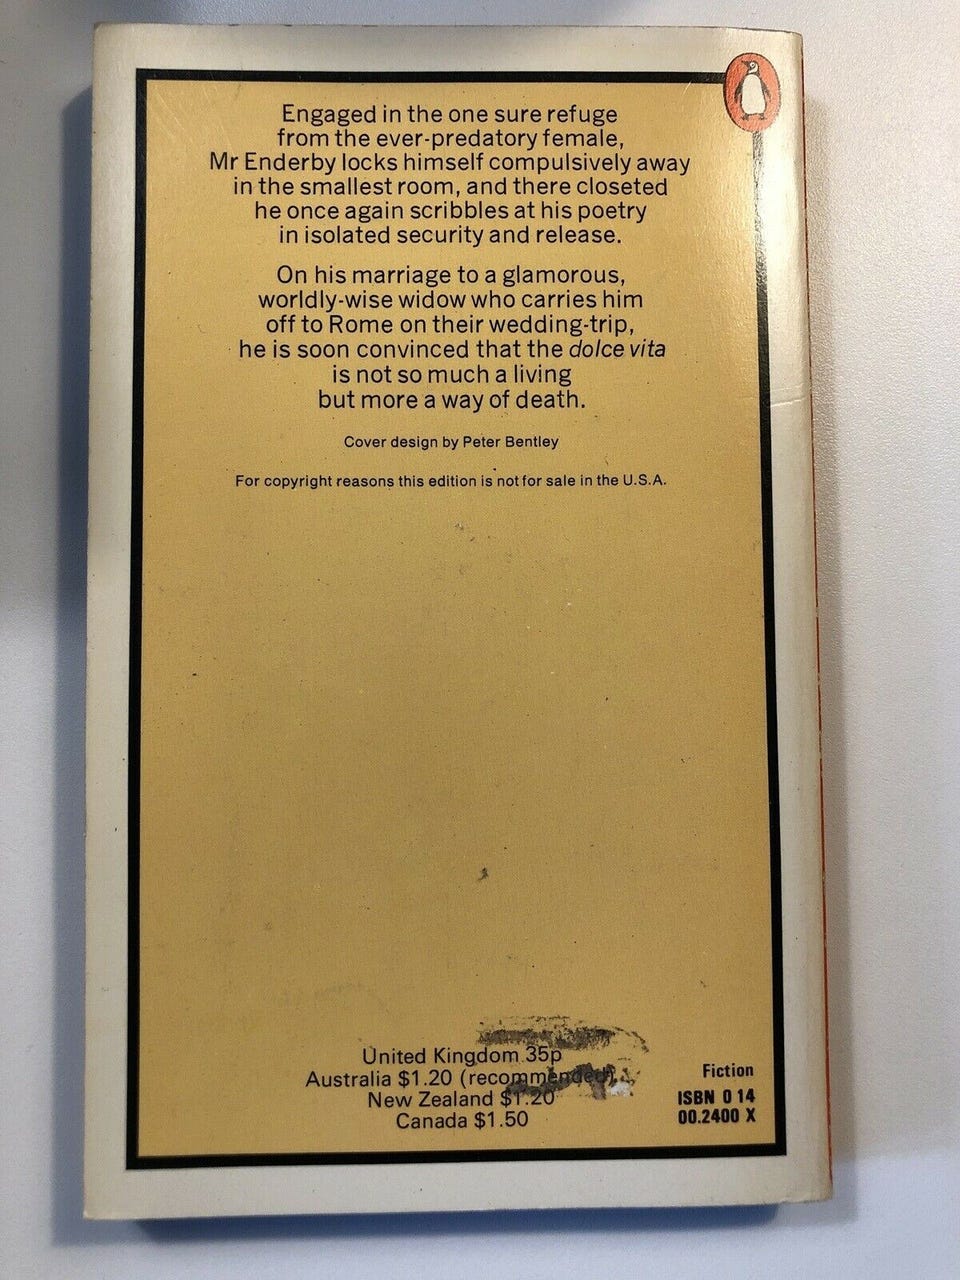 Engaged in the one sure refuge
from the ever-predatory female,
Mr Enderby locks himself compulsively away
in the smallest room, and there closeted
he once again scribbles at his poetry
in isolated security and release.
On his marriage to a glamorous,
worldly-wise widow who carries him
off to Rome on their wedding-trip,
he is soon convinced that the dolce vita
is not so much a living
but more a way of death.
Cover design by Peter Bentley
For copyright reasons this edition is not for sale in the U.S.A.
United Kingdom 35p
Australia $1.20 (recommended)
New Zealand $1.20
Canada $1.50
Fiction
ISBN 0 14
00.2400 X